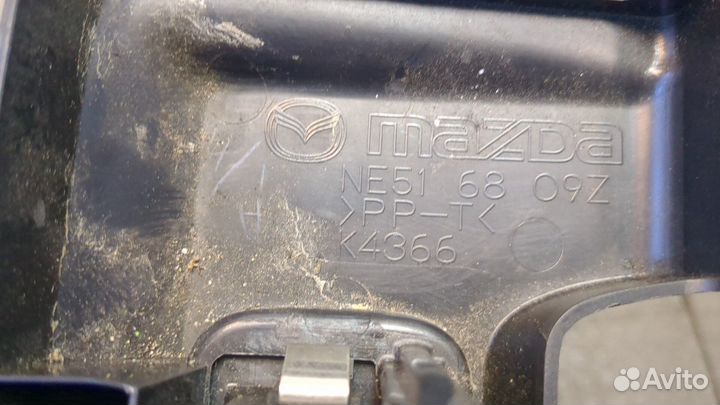 mazda
NE51 68 09Z
>PP-T<
K4366
H
Avito